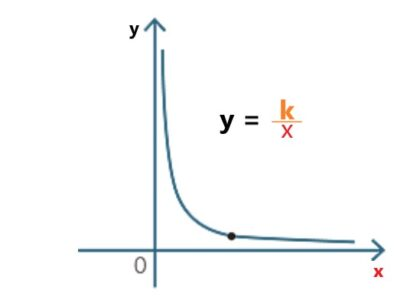 y
y = k/x
0
x